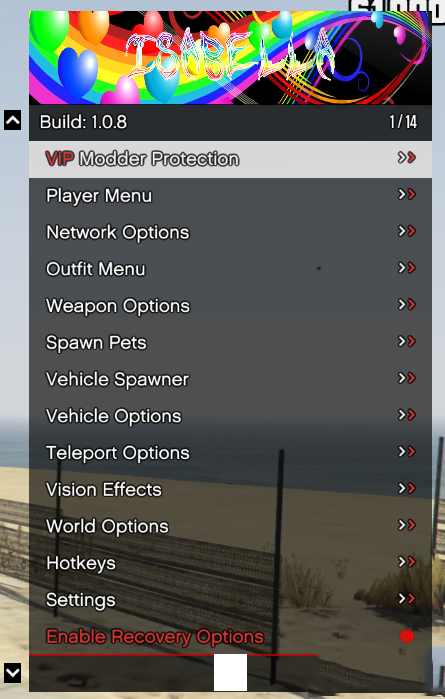 ISABELLA
Build: 1.0.8 1/14
VIP Modder Protection
Player Menu
Network Options
Outfit Menu
Weapon Options
Spawn Pets
Vehicle Spawner
Vehicle Options
Teleport Options
Vision Effects
World Options
Hotkeys
Settings
Enable Recovery Options